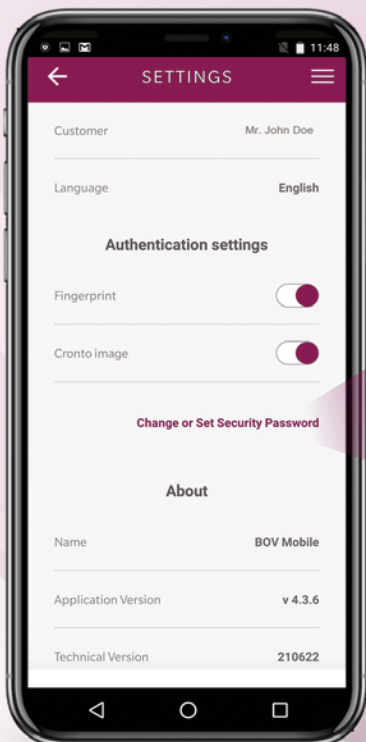 11:48
SETTINGS
Customer Mr. John Doe
Language English
Authentication settings
Fingerprint
Cronto image
Change or Set Security Password
About
Name BOV Mobile
Application Version v 4.3.6
Technical Version 210622